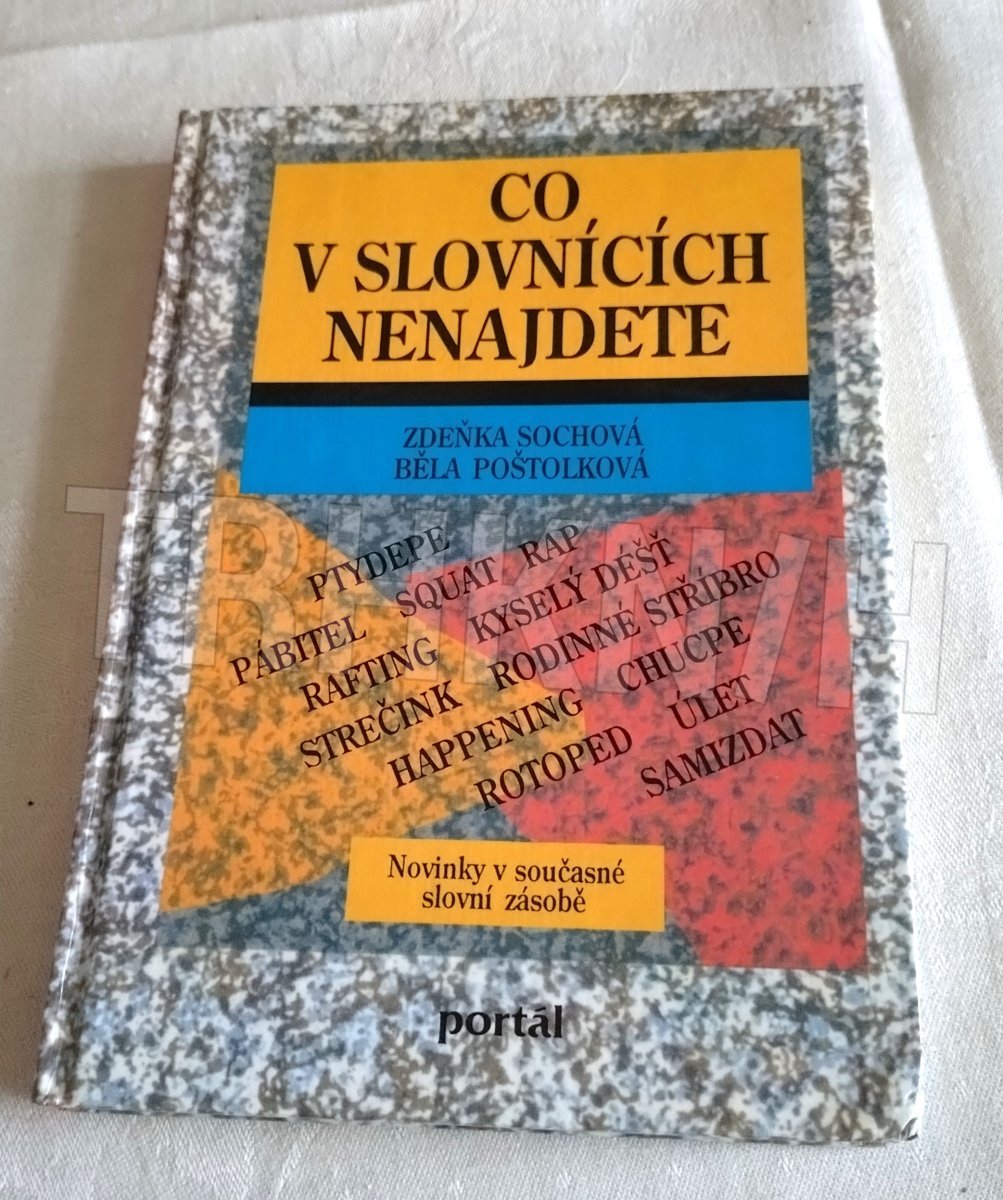 CO
V SLOVNÍCÍCH
NENAJDETE
ZDEŇKA SOCHOVÁ
BĚLA POŠTOLKOVÁ
PTYDEPE
SQUAT RAP
PÁBITEL
KYSELÝ DÉŠŤ
RAFTING
RODINNÉ STŘÍBRO
STREČINK
CHUCPE
HAPPENING
ÚLET
ROTOPED
SAMIZDAT
Novinky v současné
slovní zásobě
portál
TRHKNIH